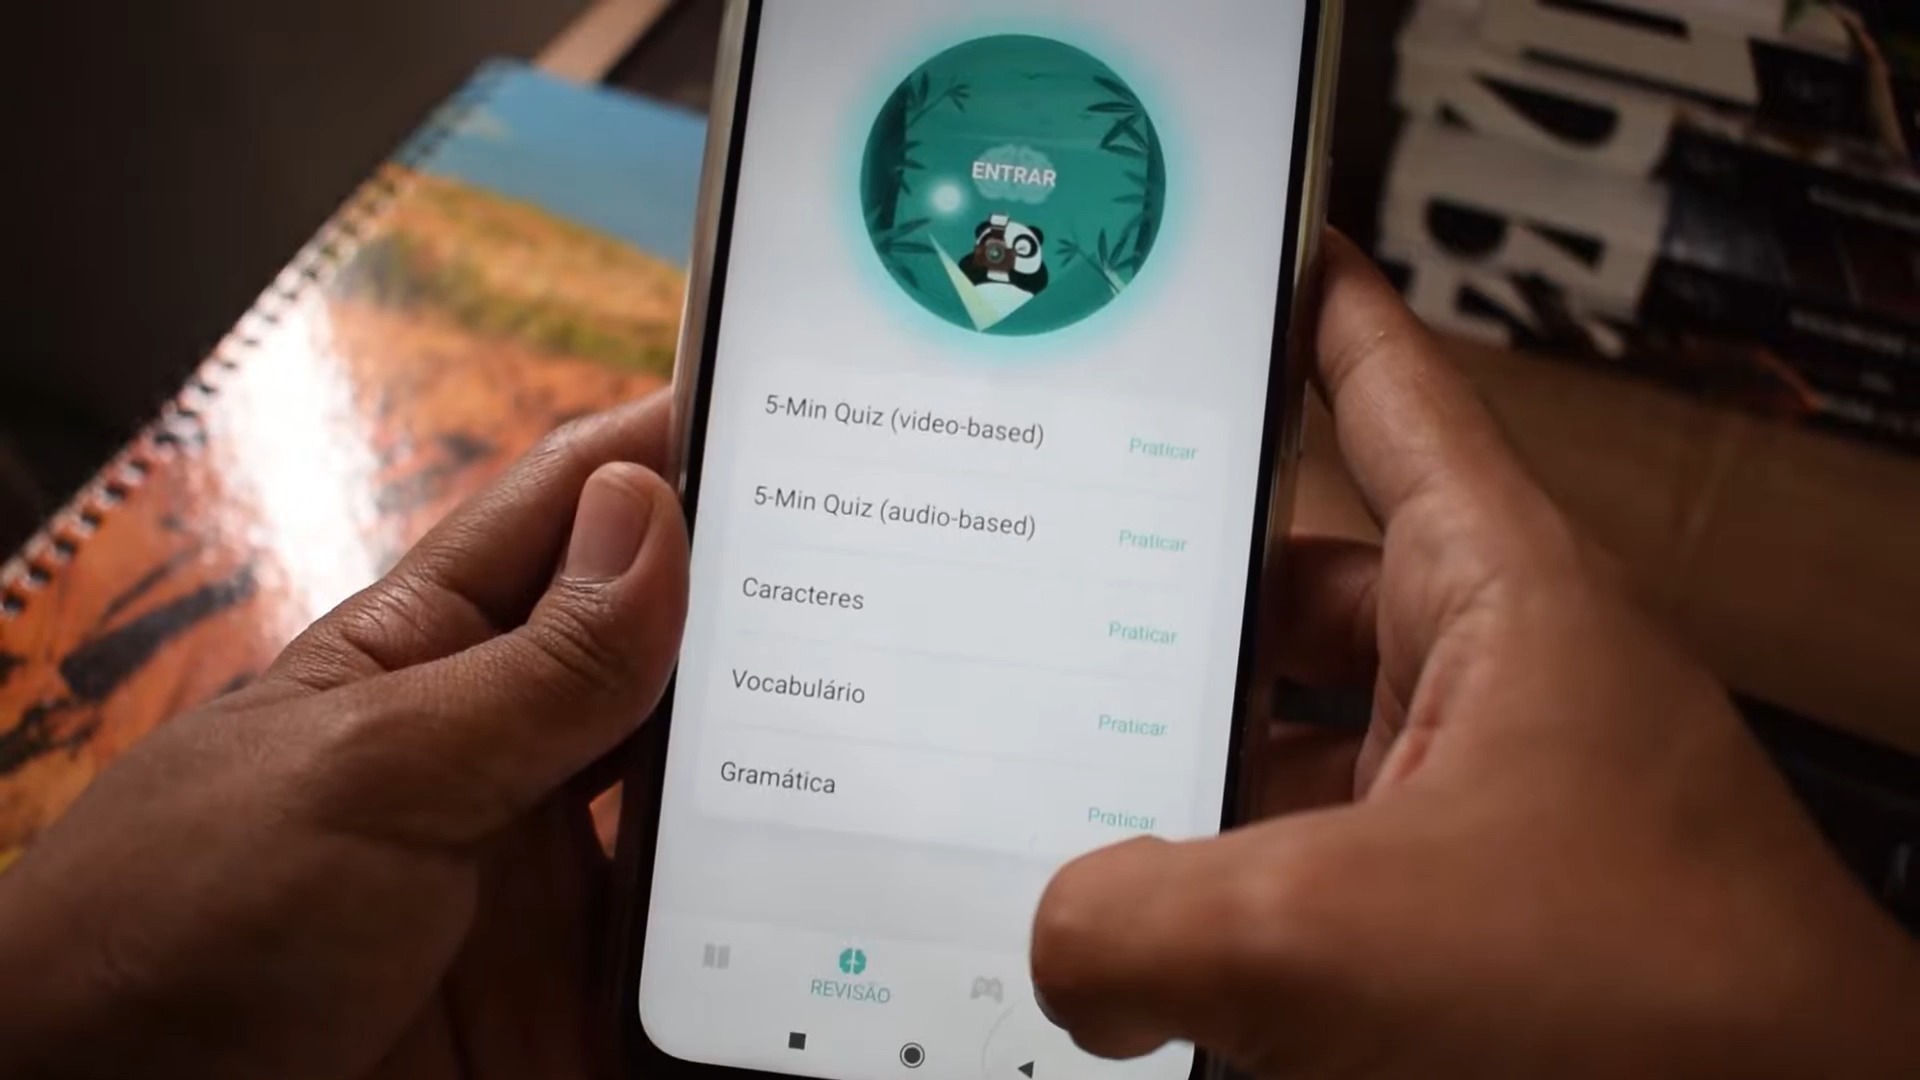 ENTRAR
5-Min Quiz (video-based)
Praticar
5-Min Quiz (audio-based)
Praticar
Caracteres
Praticar
Vocabulário
Praticar
Gramática
Praticar
REVISÃO